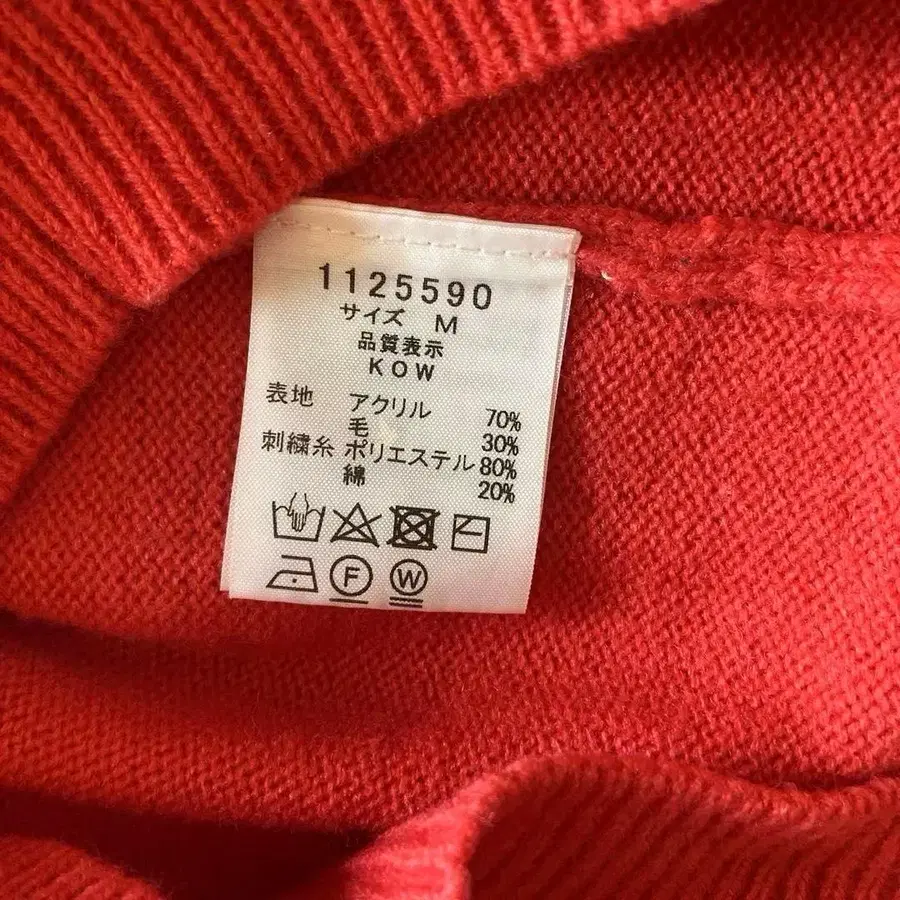 1125590
サイズ M
品質表示
KOW
表地 アクリル 70%
毛 30%
刺繍糸 ポリエステル 80%
綿 20%
F
W